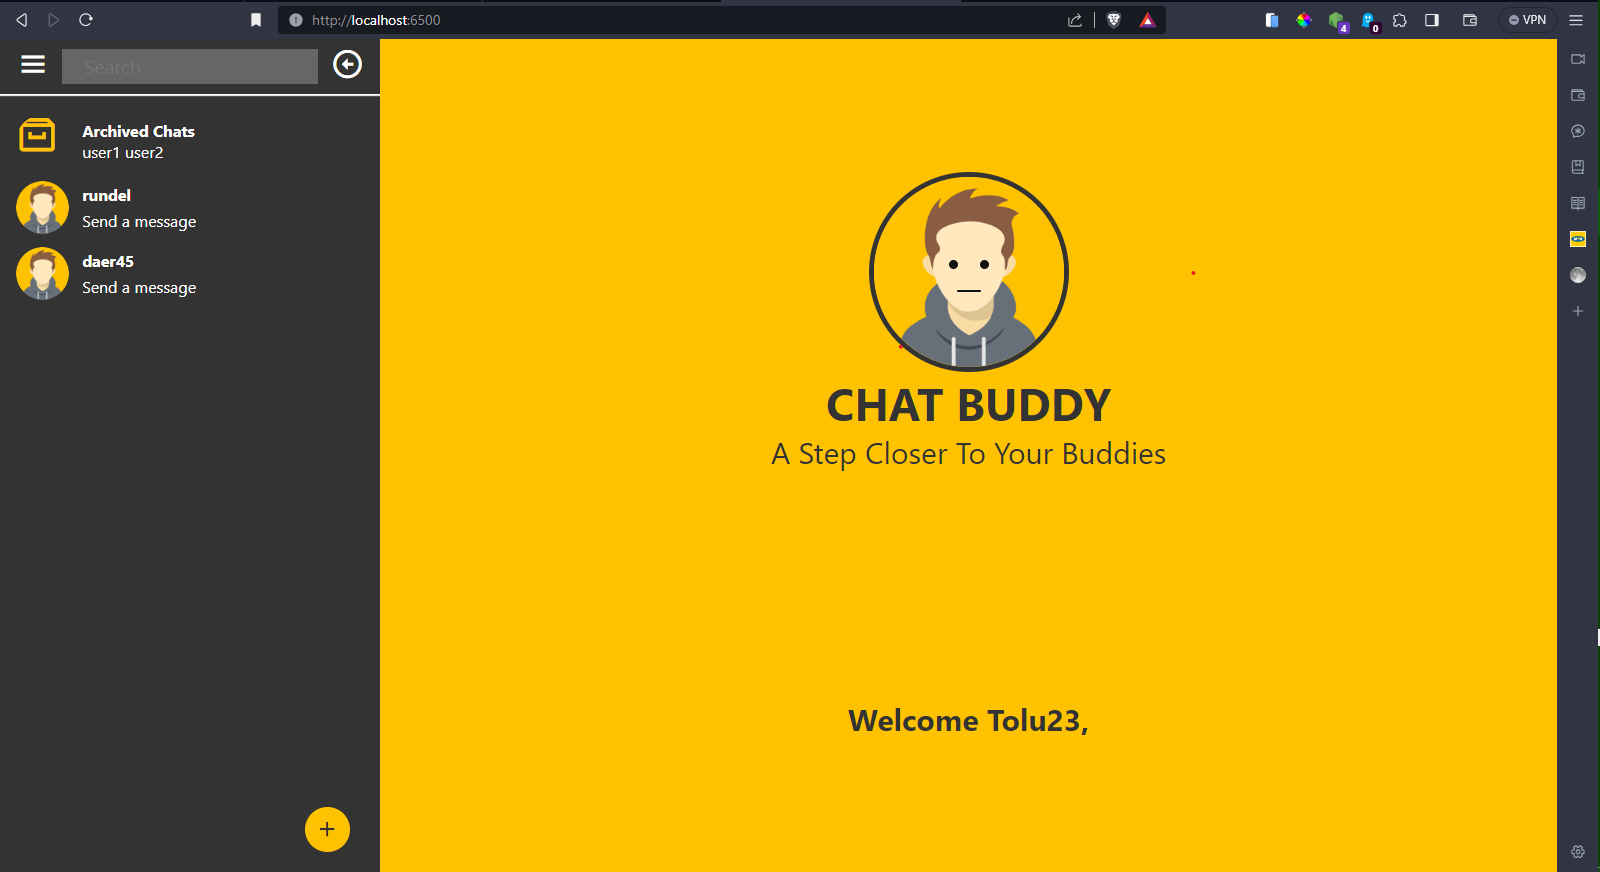 http://localhost:6500
VPN
4
0
Search
Archived Chats
user1 user2
rundel
Send a message
daer45
Send a message
CHAT BUDDY
A Step Closer To Your Buddies
Welcome Tolu23,